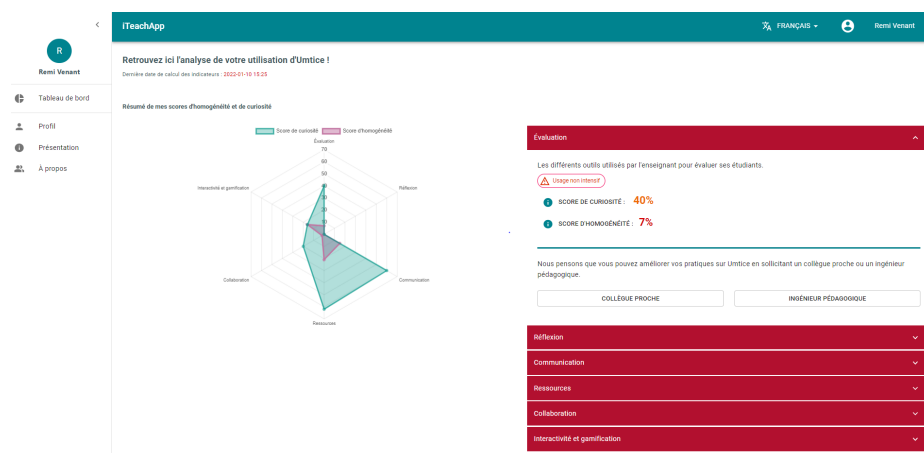 iTeachApp
FRANÇAIS
Remi Venant
R
Remi Venant
Tableau de bord
Profil
Présentation
À propos
Retrouvez ici l'analyse de votre utilisation d'Umtice !
Dernière date de calcul des indicateurs : 2022-01-10 15:25
Résumé de mes scores d'homogénéité et de curiosité
Score de curiosité
Score d'homogénéité
Évaluation
70
60
50
40
30
20
10
Réflexion
Communication
Ressources
Collaboration
Interactivité et gamification
Évaluation
Les différents outils utilisés par l'enseignant pour évaluer ses étudiants.
Usage non intensif
SCORE DE CURIOSITÉ : 40%
SCORE D'HOMOGÉNÉITÉ : 7%
Nous pensons que vous pouvez améliorer vos pratiques sur Umtice en sollicitant un collègue proche ou un ingénieur
pédagogique.
COLLÈGUE PROCHE
INGÉNIEUR PÉDAGOGIQUE
Réflexion
Communication
Ressources
Collaboration
Interactivité et gamification